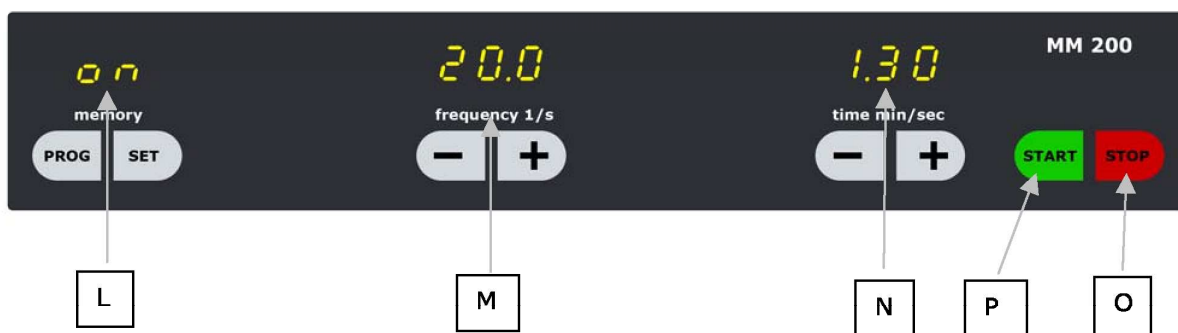 MM 200
on 20.0 1.30
memory frequency 1/s time min/sec
PROG SET − + − + START STOP
L M N P O